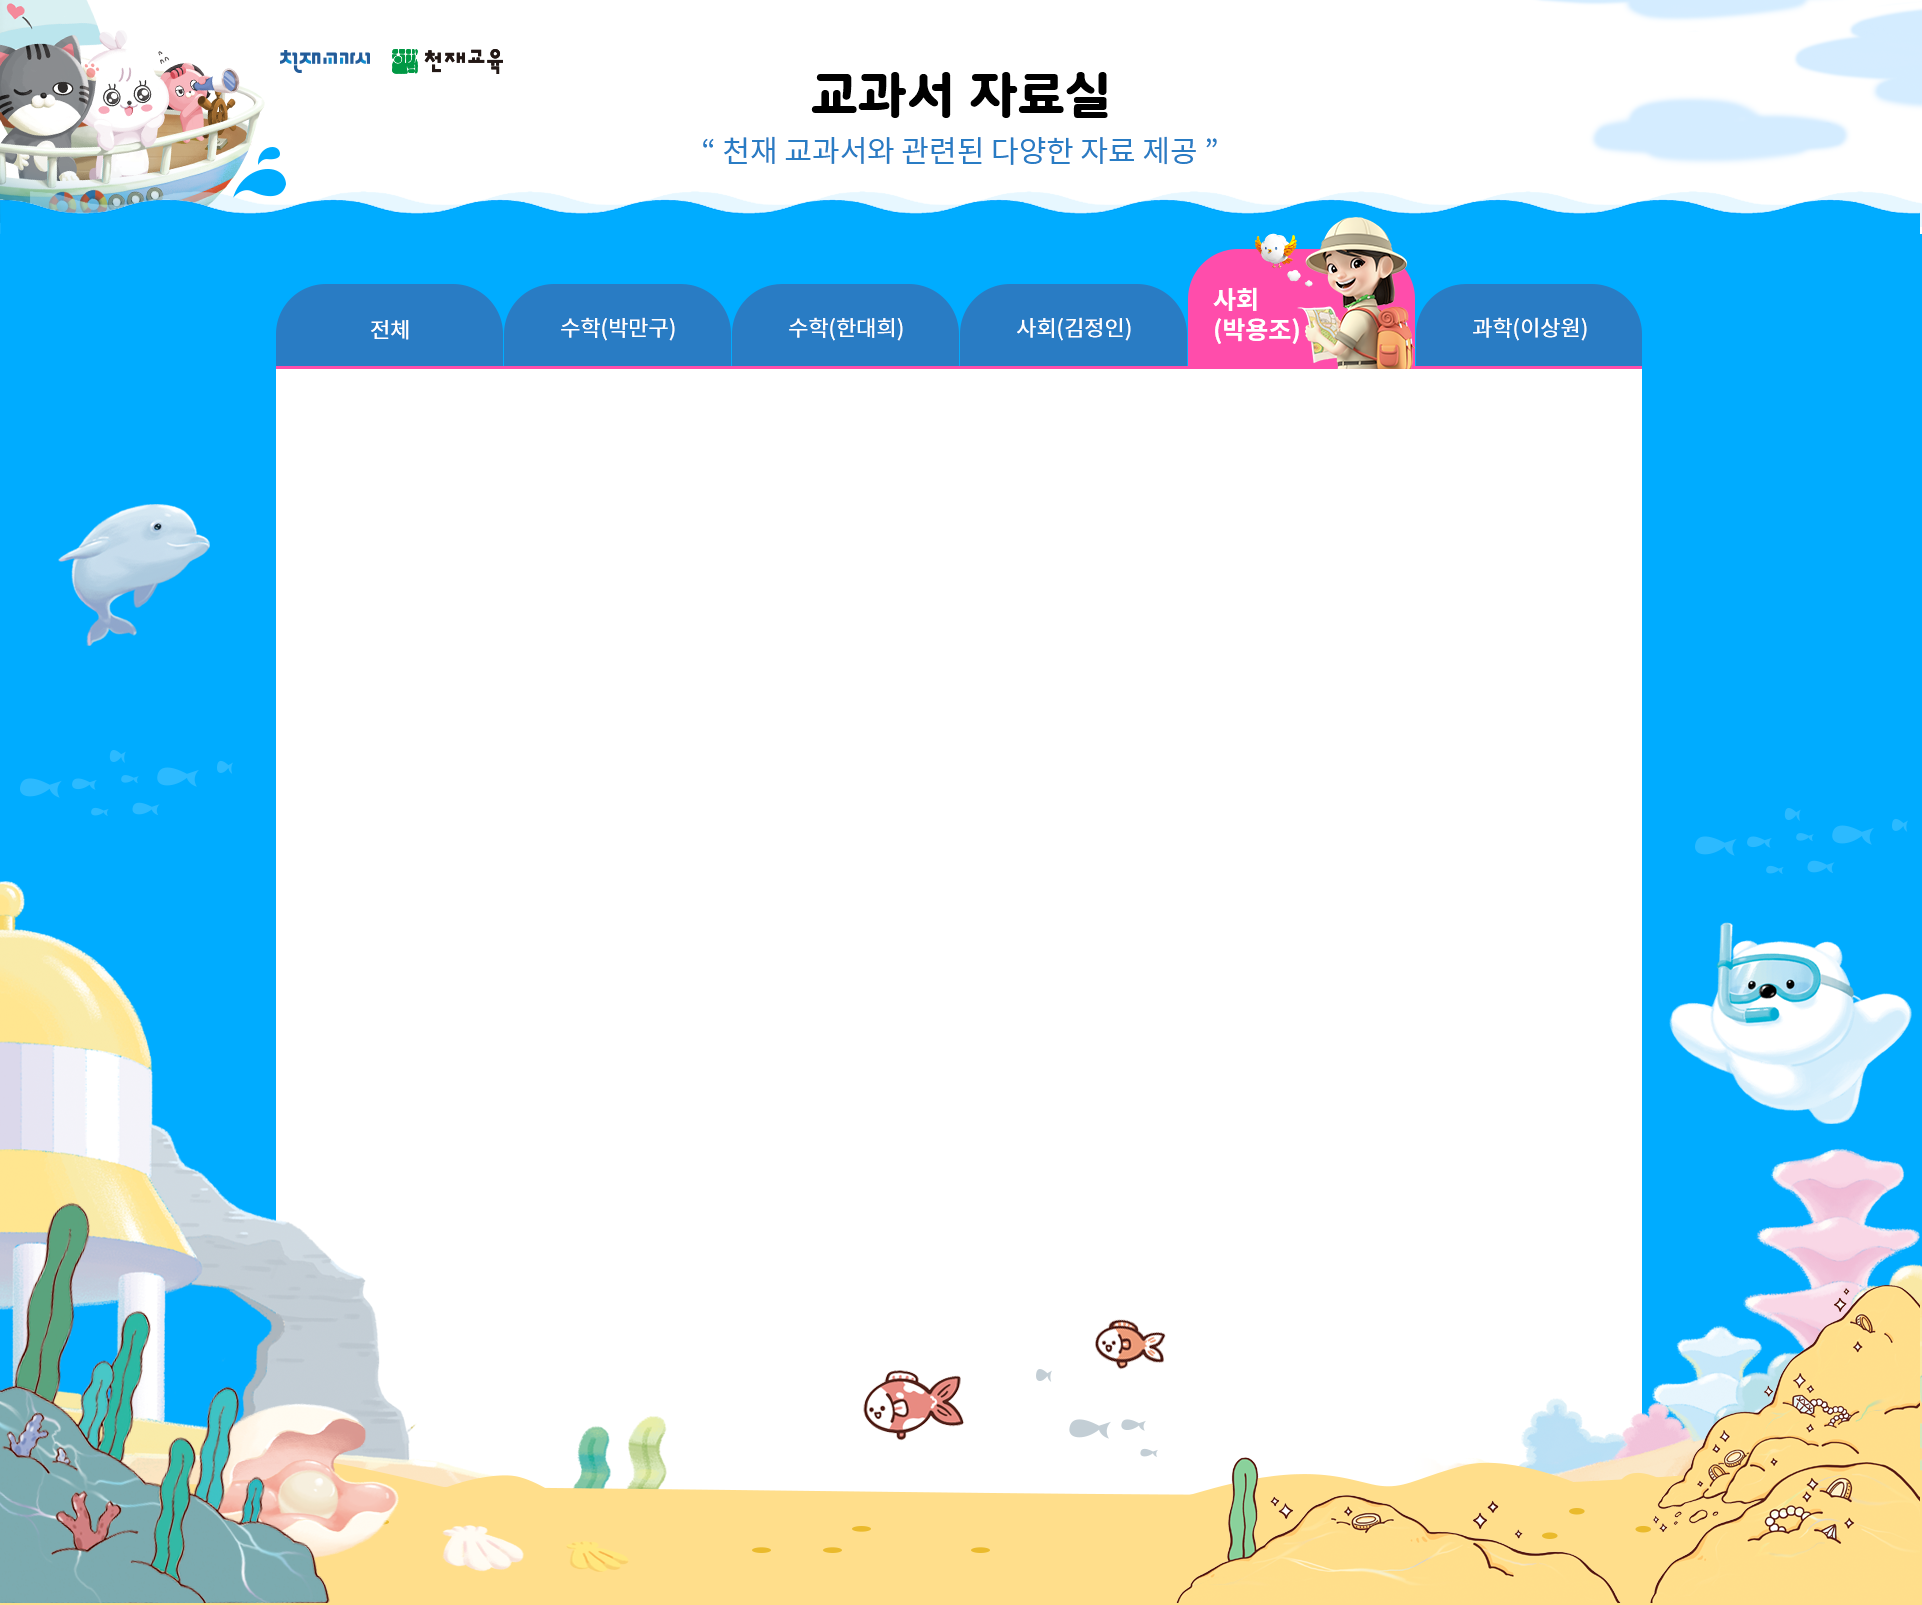 천재교과서 천재교육
교과서 자료실
“ 천재 교과서와 관련된 다양한 자료 제공 ”
전체
수학(박만구)
수학(한대희)
사회(김정인)
사회
(박용조)
과학(이상원)